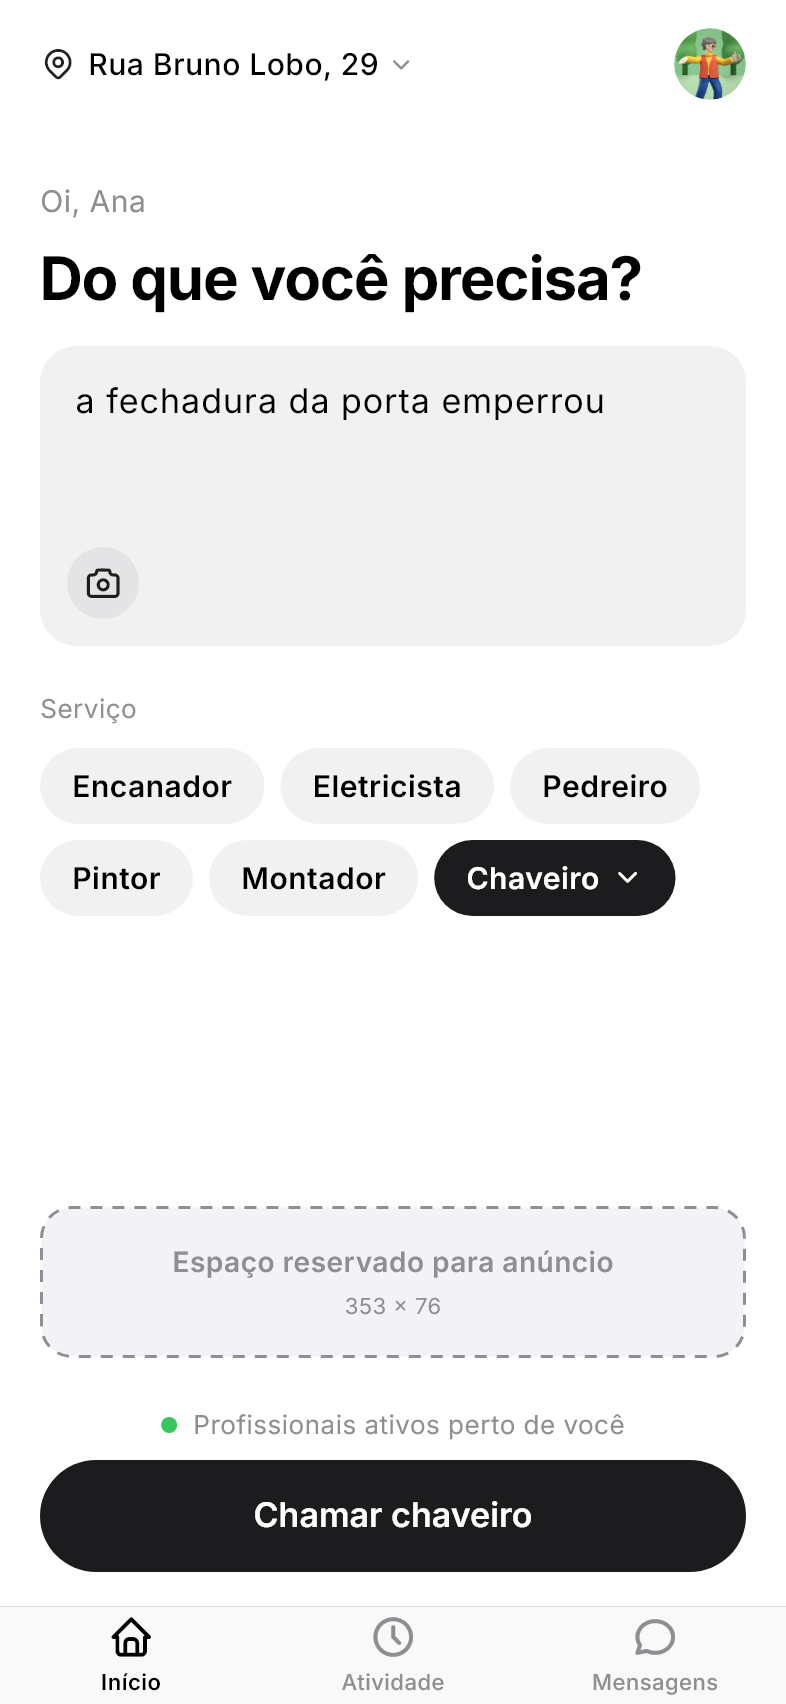 Rua Bruno Lobo, 29
Oi, Ana
Do que você precisa?
a fechadura da porta emperrou
Serviço
Encanador Eletricista Pedreiro
Pintor Montador Chaveiro
Espaço reservado para anúncio
353 × 76
Profissionais ativos perto de você
Chamar chaveiro
Início Atividade Mensagens